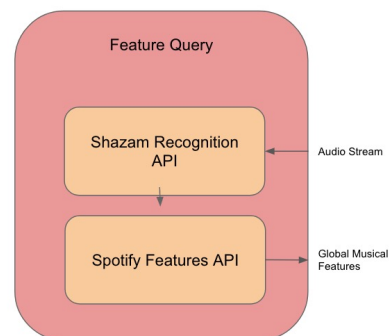 Feature Query
Shazam Recognition
API
Audio Stream
Spotify Features API
Global Musical
Features